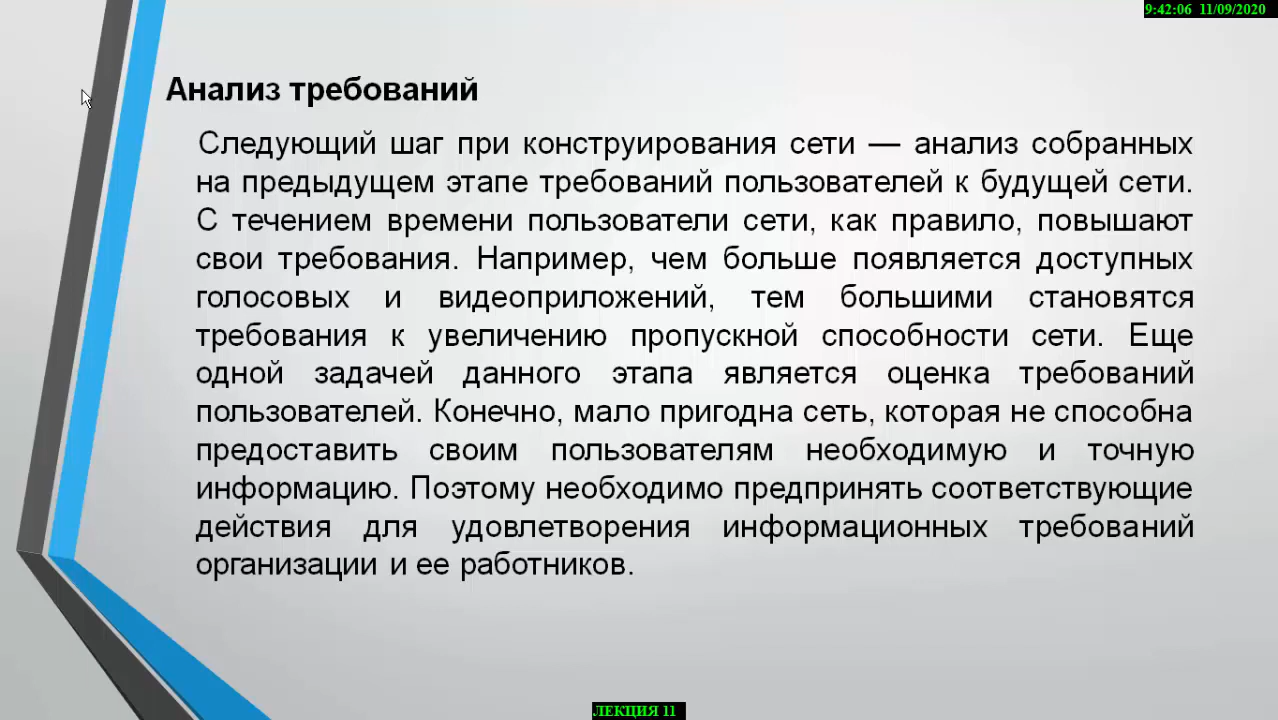 9:42:06 11/09/2020
Анализ требований
Следующий шаг при конструирования сети — анализ собранных
на предыдущем этапе требований пользователей к будущей сети.
С течением времени пользователи сети, как правило, повышают
свои требования. Например, чем больше появляется доступных
голосовых и видеоприложений, тем большими становятся
требования к увеличению пропускной способности сети. Еще
одной задачей данного этапа является оценка требований
пользователей. Конечно, мало пригодна сеть, которая не способна
предоставить своим пользователям необходимую и точную
информацию. Поэтому необходимо предпринять соответствующие
действия для удовлетворения информационных требований
организации и ее работников.
ЛЕКЦИЯ 11